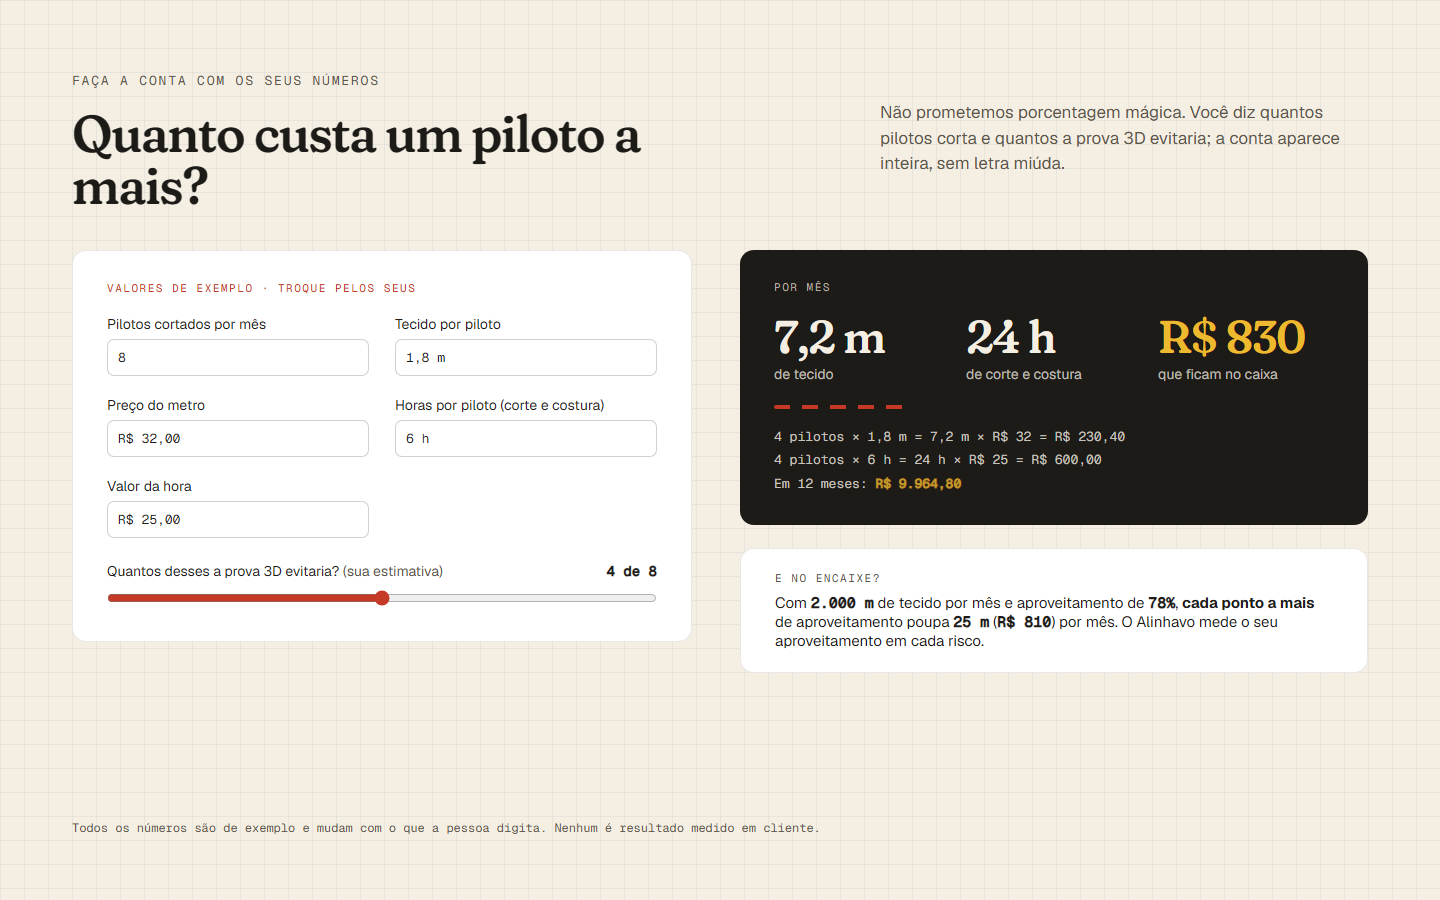 FAÇA A CONTA COM OS SEUS NÚMEROS
Quanto custa um piloto a
mais?
Não prometemos porcentagem mágica. Você diz quantos
pilotos corta e quantos a prova 3D evitaria; a conta aparece
inteira, sem letra miúda.
VALORES DE EXEMPLO · TROQUE PELOS SEUS
Pilotos cortados por mês
8
Tecido por piloto
1,8 m
Preço do metro
R$ 32,00
Horas por piloto (corte e costura)
6 h
Valor da hora
R$ 25,00
Quantos desses a prova 3D evitaria? (sua estimativa)
4 de 8
POR MÊS
7,2 m
de tecido
24 h
de corte e costura
R$ 830
que ficam no caixa
4 pilotos × 1,8 m = 7,2 m × R$ 32 = R$ 230,40
4 pilotos × 6 h = 24 h × R$ 25 = R$ 600,00
Em 12 meses: R$ 9.964,80
E NO ENCAIXE?
Com 2.000 m de tecido por mês e aproveitamento de 78%, cada ponto a mais
de aproveitamento poupa 25 m (R$ 810) por mês. O Alinhavo mede o seu
aproveitamento em cada risco.
Todos os números são de exemplo e mudam com o que a pessoa digita. Nenhum é resultado medido em cliente.